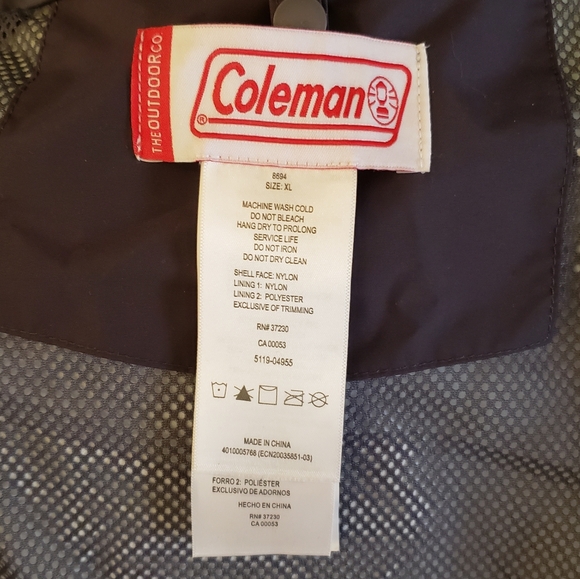 THE OUTDOOR CO
Coleman
®
8694
SIZE: XL
MACHINE WASH COLD
DO NOT BLEACH
HANG DRY TO PROLONG
SERVICE LIFE
DO NOT IRON
DO NOT DRY CLEAN
SHELL FACE: NYLON
LINING 1: NYLON
LINING 2: POLYESTER
EXCLUSIVE OF TRIMMING
RN# 37230
CA 00053
5119-04955
MADE IN CHINA
4010005768 (ECN20035851-03)
FORRO 2: POLIÉSTER
EXCLUSIVO DE ADORNOS
HECHO EN CHINA
RN# 37230
CA 00053